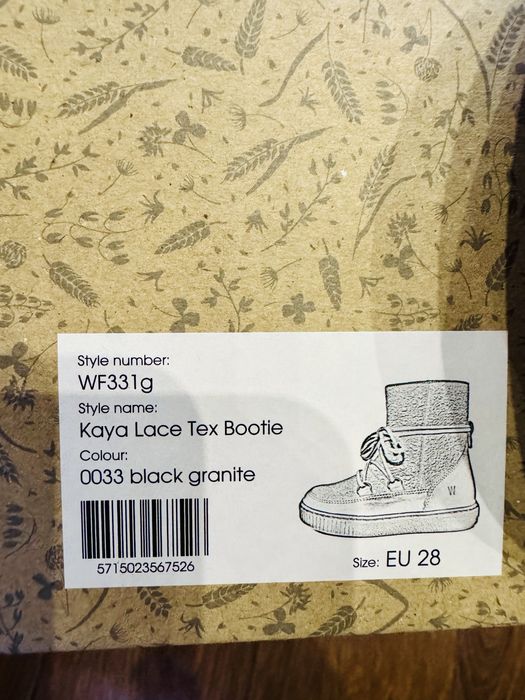 Style number:
WF331g
Style name:
Kaya Lace Tex Bootie
Colour:
0033 black granite
W
5715023567526
Size: EU 28